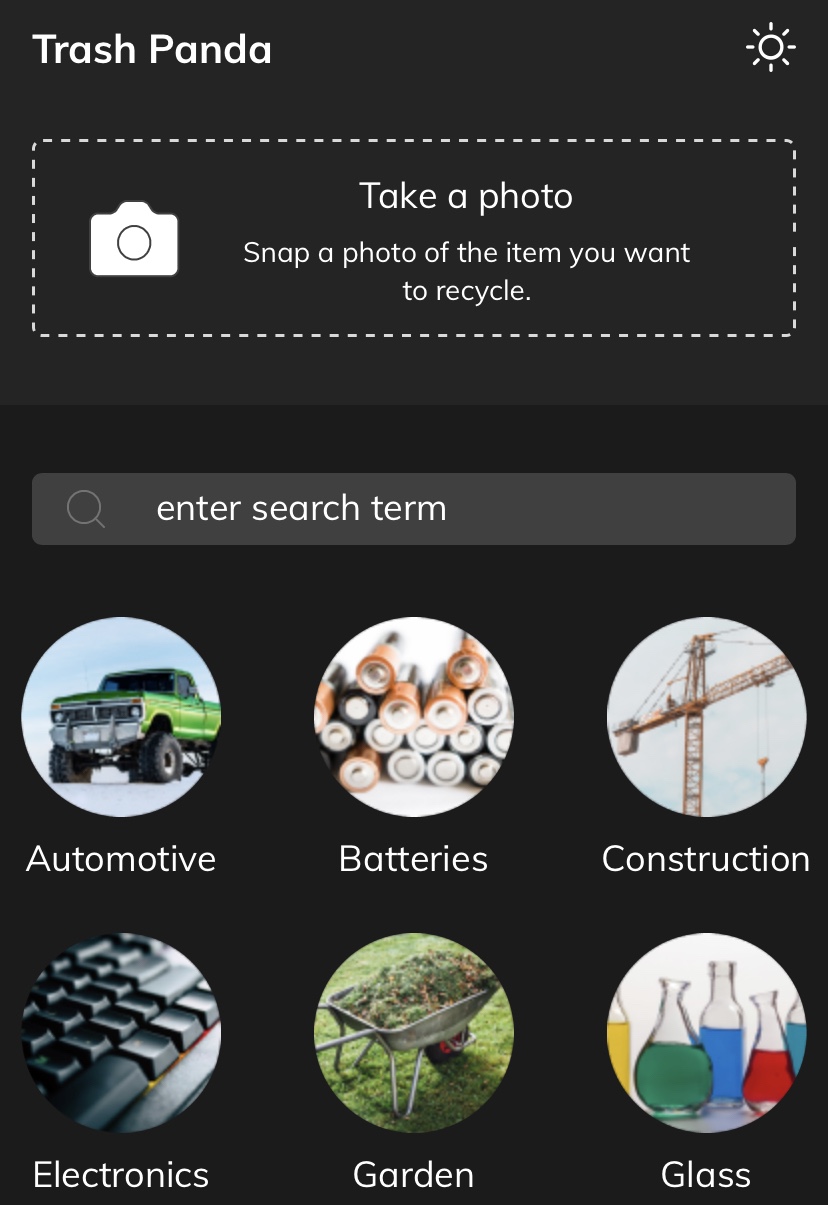 Trash Panda
Take a photo
Snap a photo of the item you want
to recycle.
enter search term
Automotive
Batteries
Construction
Electronics
Garden
Glass